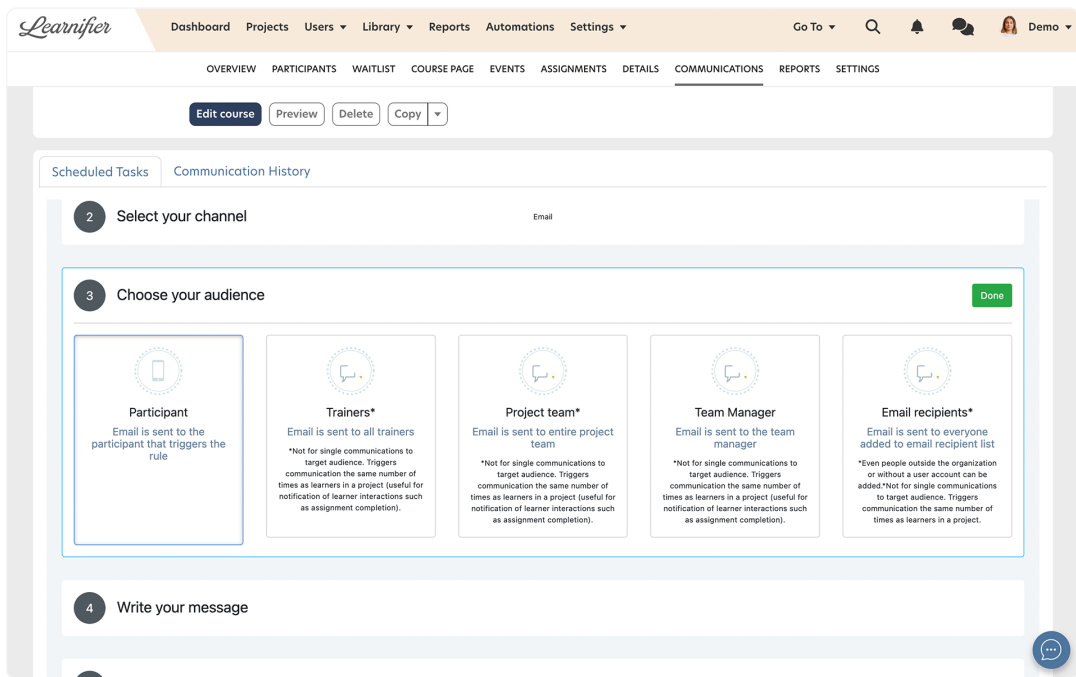 Learnifier
Dashboard Projects Users Library Reports Automations Settings Go To Demo
OVERVIEW PARTICIPANTS WAITLIST COURSE PAGE EVENTS ASSIGNMENTS DETAILS COMMUNICATIONS REPORTS SETTINGS
Edit course Preview Delete Copy
Scheduled Tasks Communication History
2 Select your channel Email
3 Choose your audience Done
Participant
Email is sent to the
participant that triggers the
rule
Trainers*
Email is sent to all trainers
*Not for single communications to
target audience. Triggers
communication the same number of
times as learners in a project (useful for
notification of learner interactions such
as assignment completion).
Project team*
Email is sent to entire project
team
*Not for single communications to
target audience. Triggers
communication the same number of
times as learners in a project (useful for
notification of learner interactions such
as assignment completion).
Team Manager
Email is sent to the team
manager
*Not for single communications to
target audience. Triggers
communication the same number of
times as learners in a project (useful for
notification of learner interactions such
as assignment completion).
Email recipients*
Email is sent to everyone
added to email recipient list
*Even people outside the organization
or without a user account can be
added.*Not for single communications
to target audience. Triggers
communication the same number of
times as learners in a project.
4 Write your message